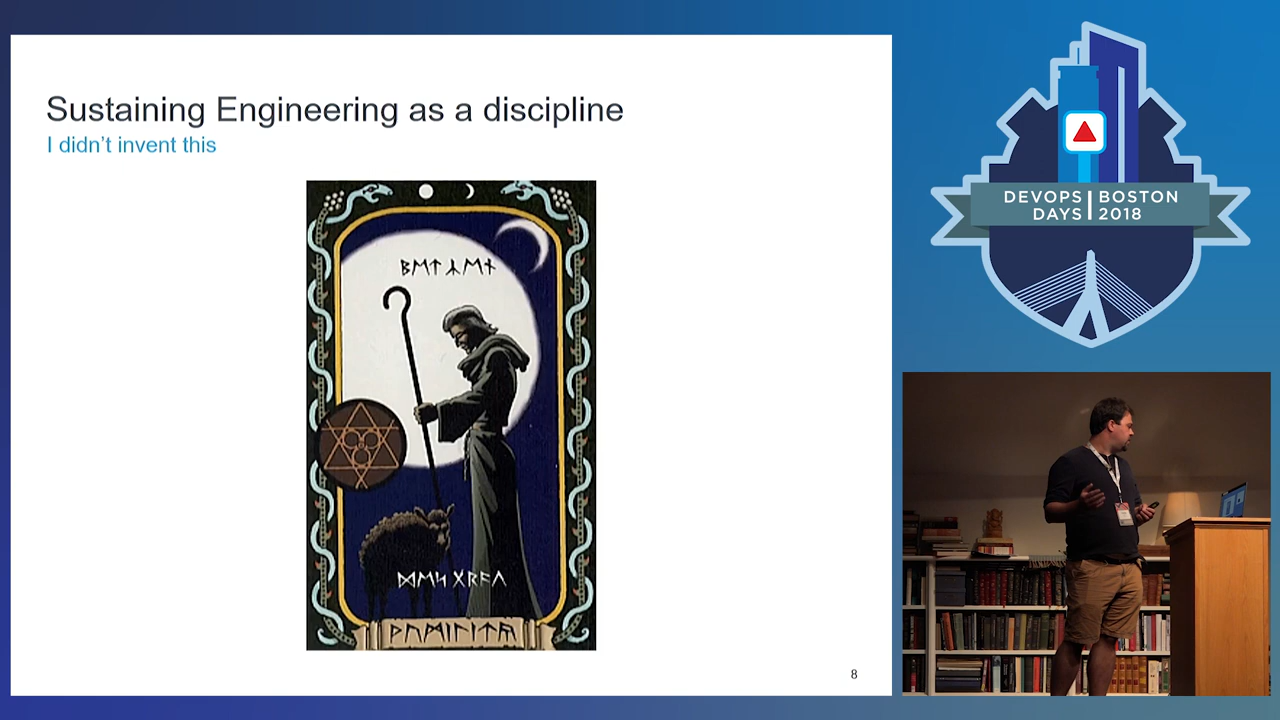 Sustaining Engineering as a discipline
I didn't invent this
8
DEVOPS BOSTON
DAYS 2018